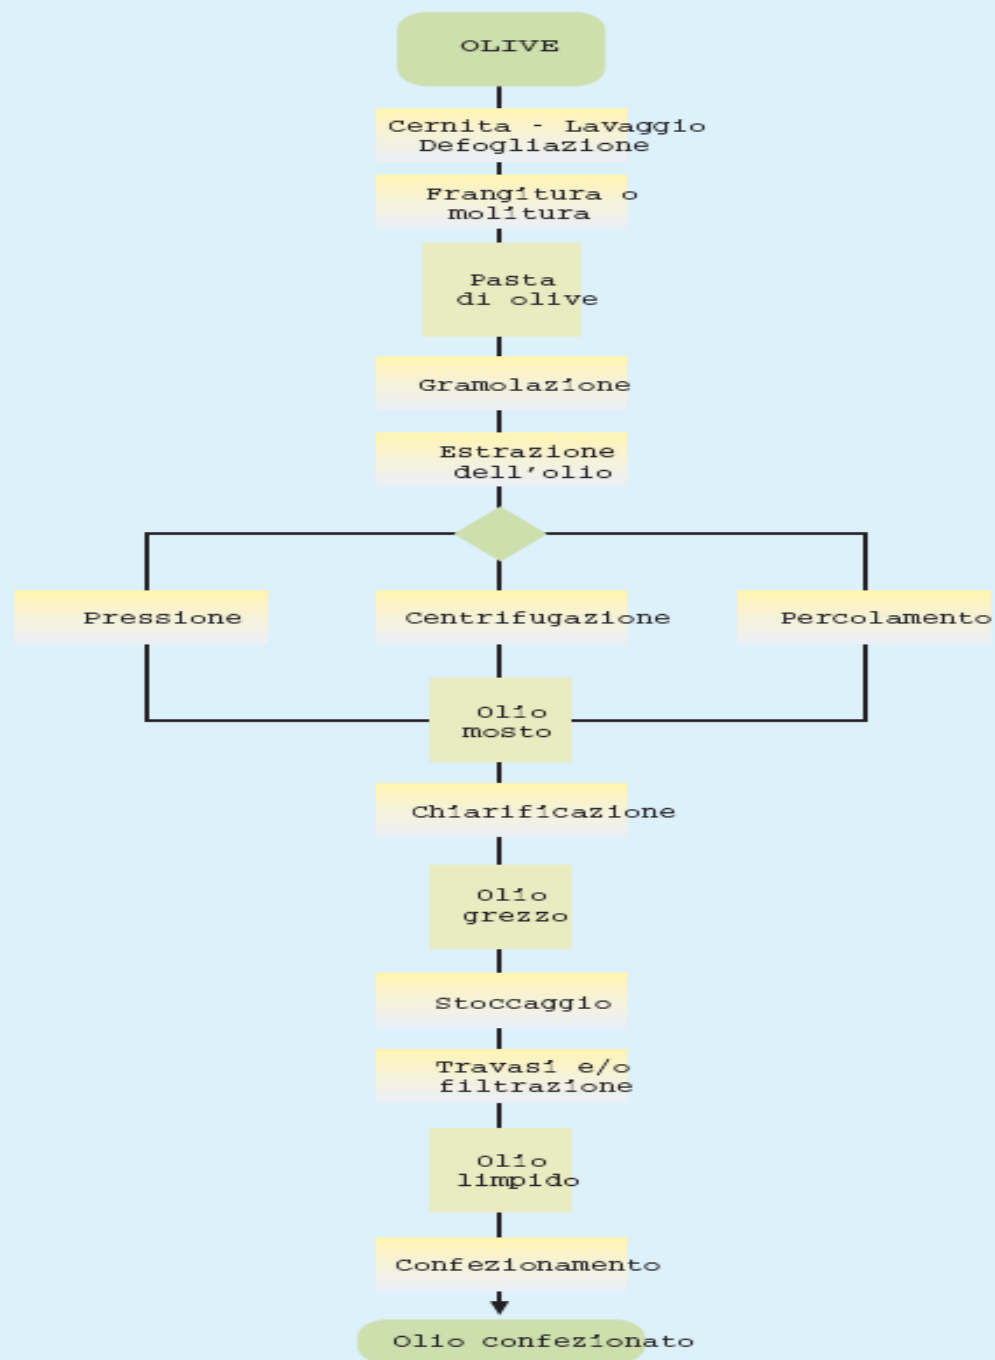 OLIVE
Cernita - Lavaggio
Defogliazione
Frangitura o
molitura
Pasta
di olive
Gramolazione
Estrazione
dell'olio
Pressione
Centrifugazione
Percolamento
Olio
mosto
Chiarificazione
Olio
grezzo
Stoccaggio
Travasi e/o
filtrazione
Olio
limpido
Confezionamento
Olio confezionato